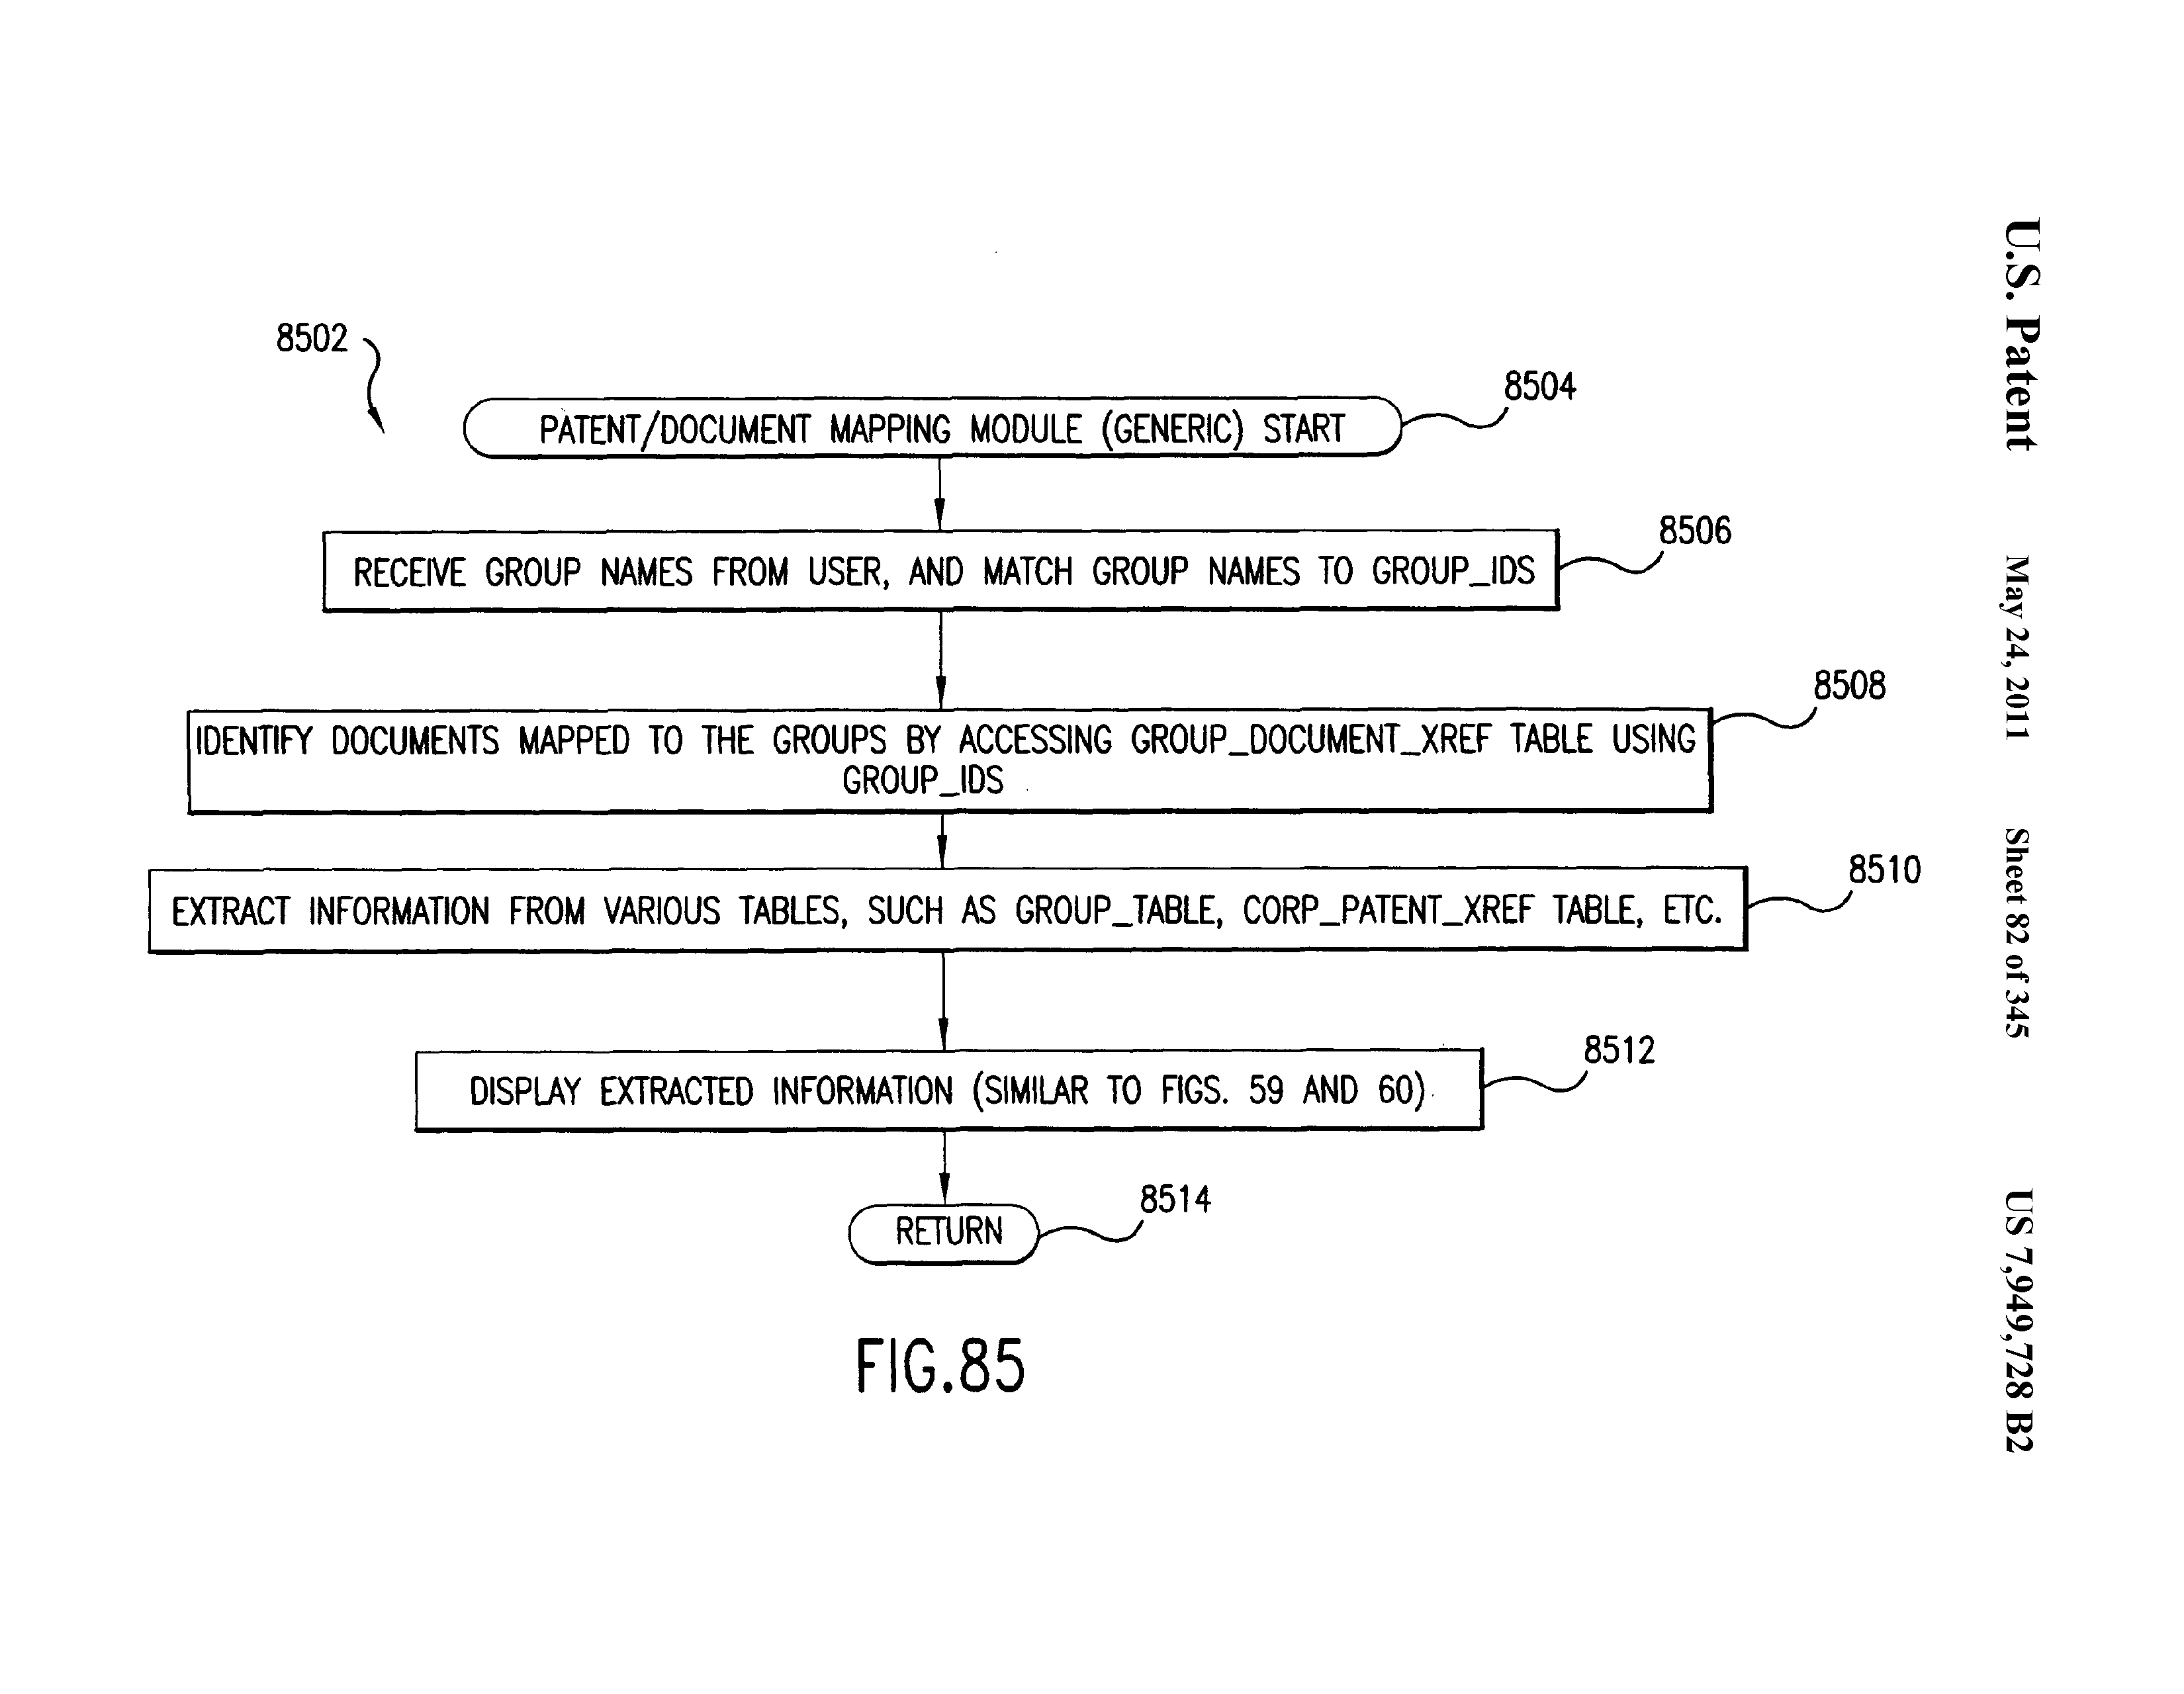 U.S. Patent May 24, 2011 Sheet 82 of 345 US 7,949,728 B2
8502
8504
PATENT/DOCUMENT MAPPING MODULE (GENERIC) START
8506
RECEIVE GROUP NAMES FROM USER, AND MATCH GROUP NAMES TO GROUP_IDS
8508
IDENTIFY DOCUMENTS MAPPED TO THE GROUPS BY ACCESSING GROUP_DOCUMENT_XREF TABLE USING
GROUP_IDS
8510
EXTRACT INFORMATION FROM VARIOUS TABLES, SUCH AS GROUP_TABLE, CORP_PATENT_XREF TABLE, ETC.
8512
DISPLAY EXTRACTED INFORMATION (SIMILAR TO FIGS. 59 AND 60)
8514
RETURN
FIG.85